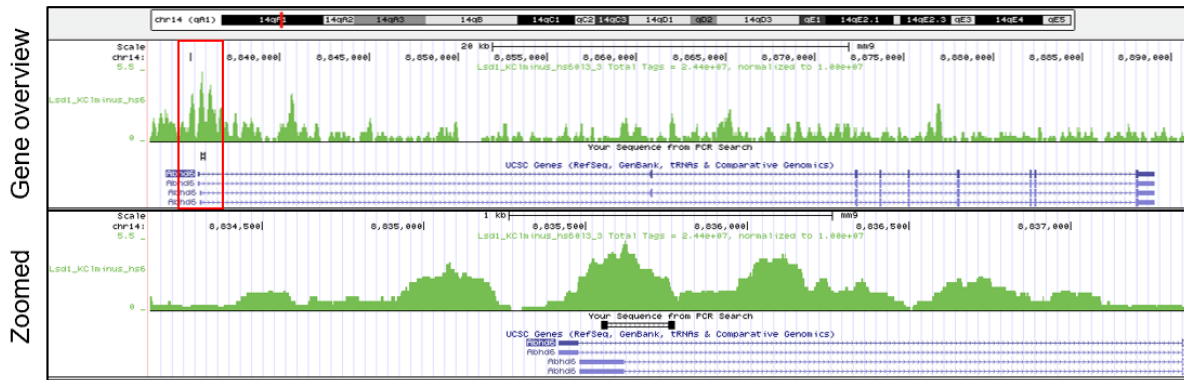 chr14 (qA1) 14qA1 14qA2 14qA3 14qB 14qC1 qC2 14qC3 14qD1 qD2 14qD3 qE1 14qE2.1 14qE2.3 qE3 14qE4 qE5
Gene overview
Scale 20 kb mm9
chr14: 8,840,000 8,845,000 8,850,000 8,855,000 8,860,000 8,865,000 8,870,000 8,875,000 8,880,000 8,885,000 8,890,000
Lsd1_KC1minus_hs6013_3 Total Tags = 2.44e+07, normalized to 1.00e+07
5.5 _
Lsd1_KC1minus_hs6
0 _
Your Sequence from PCR Search
UCSC Genes (RefSeq, GenBank, tRNAs & Comparative Genomics)
Abhd6
Abhd6
Abhd6
Abhd6
Zoomed
Scale 1 kb mm9
chr14: 8,834,500 8,835,000 8,835,500 8,836,000 8,836,500 8,837,000
Lsd1_KC1minus_hs6013_3 Total Tags = 2.44e+07, normalized to 1.00e+07
5.5 _
Lsd1_KC1minus_hs6
0 _
Your Sequence from PCR Search
UCSC Genes (RefSeq, GenBank, tRNAs & Comparative Genomics)
Abhd6
Abhd6
Abhd6
Abhd6